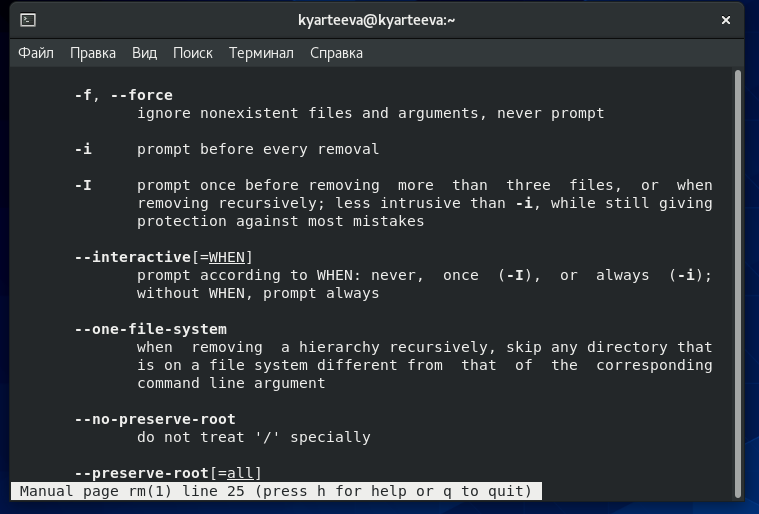 kyarteeva@kyarteeva:~
Файл Правка Вид Поиск Терминал Справка
-f, --force
ignore nonexistent files and arguments, never prompt
-i prompt before every removal
-I prompt once before removing more than three files, or when
removing recursively; less intrusive than -i, while still giving
protection against most mistakes
--interactive[=WHEN]
prompt according to WHEN: never, once (-I), or always (-i);
without WHEN, prompt always
--one-file-system
when removing a hierarchy recursively, skip any directory that
is on a file system different from that of the corresponding
command line argument
--no-preserve-root
do not treat '/' specially
--preserve-root[=all]
Manual page rm(1) line 25 (press h for help or q to quit)